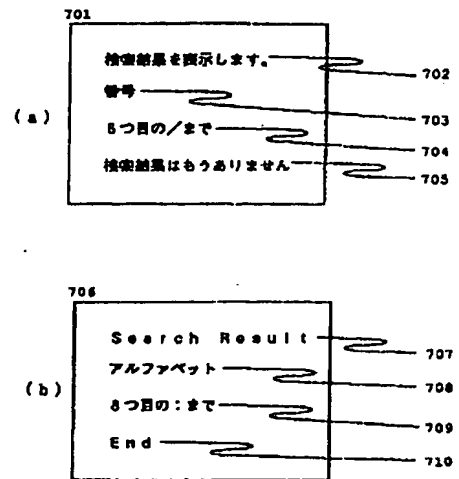 701
検索結果を表示します。
702
番号
703
(a)
5つ目の/まで
704
検索結果はもうありません
705
706
Search Result
707
アルファベット
708
(b)
8つ目の:まで
709
End
710